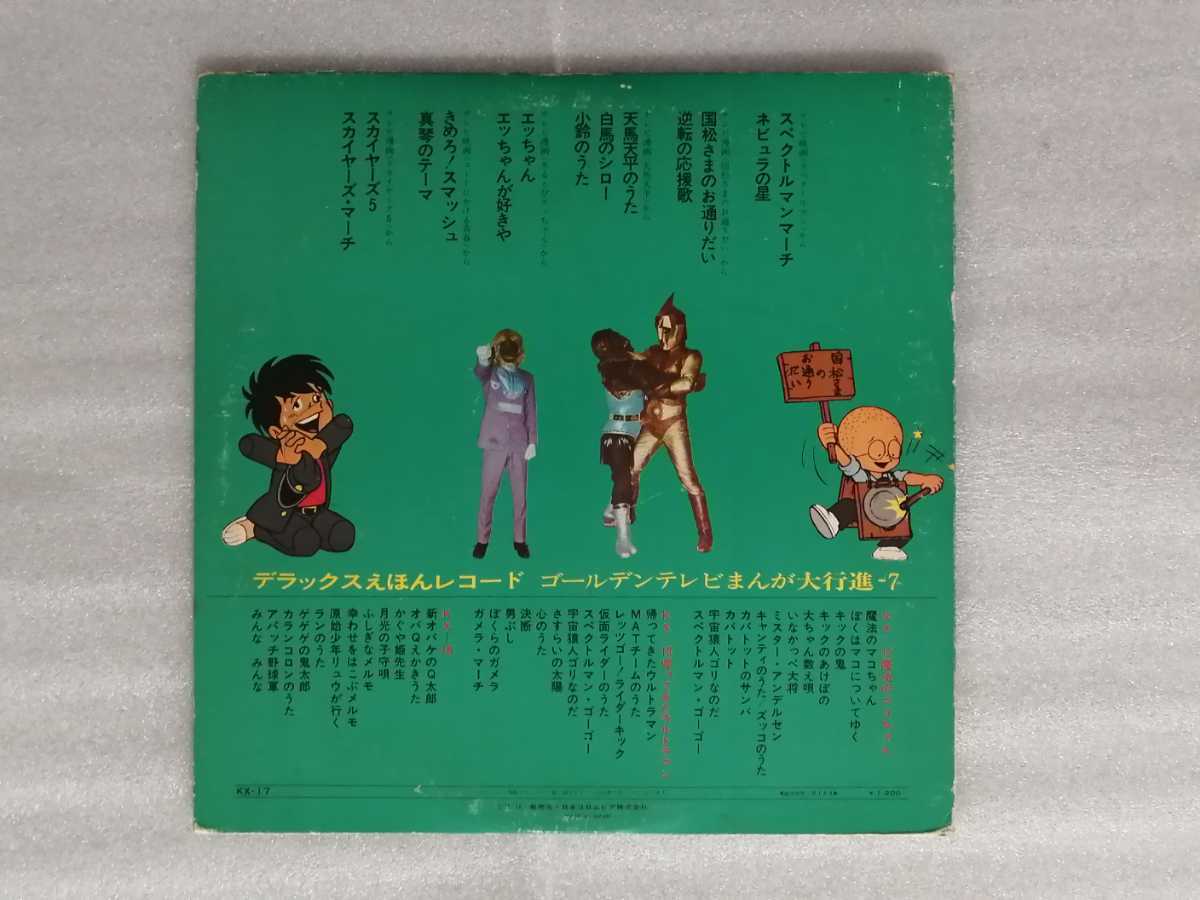 スペクトルマンマーチ
ネビュラの星
国松さまのお通りだい
逆転の応援歌
天馬天平のうた
白馬のシロー
小鈴のうた
エッちゃん
エッちゃんが好きや
きめろ!スマッシュ
真琴のテーマ
スカイヤーズ5
スカイヤーズ・マーチ
国松さま
の
お通り
だい
デラックスえほんレコード ゴールデンテレビまんが大行進-7
魔法のマコちゃん
ぼくはマコについてゆく
キックの鬼
キックのあけぼの
大ちゃん数え唄
いなかっぺ大将
ミスター・アンデルセン
キャンティのうた/ズッコのうた
カバトットのサンバ
カバトット
宇宙猿人ゴリなのだ
スペクトルマン・ゴーゴー
帰ってきたウルトラマン
MATチームのうた
レッツゴー!ライダーキック
仮面ライダーのうた
スペクトルマン・ゴーゴー
宇宙猿人ゴリなのだ
さすらいの太陽
心のうた
決断
男ぶし
ぼくらのガメラ
ガメラ・マーチ
新オバケのQ太郎
オバQえかきうた
かぐや姫先生
月光の子守唄
ふしぎなメルモ
幸わせをはこぶメルモ
原始少年リュウが行く
ランのうた
ゲゲゲの鬼太郎
カランコロンのうた
アパッチ野球軍
みんな みんな
KX-17